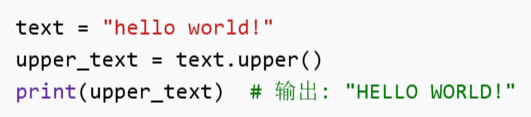 text = "hello world!"
upper_text = text.upper()
print(upper_text)  # 输出: "HELLO WORLD!"